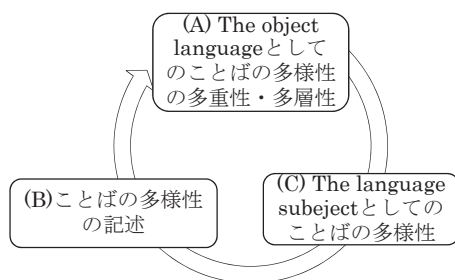 (A) The object
languageとして
のことばの多様性
の多重性・多層性
(B)ことばの多様性
の記述
(C) The language
subejectとしての
ことばの多様性